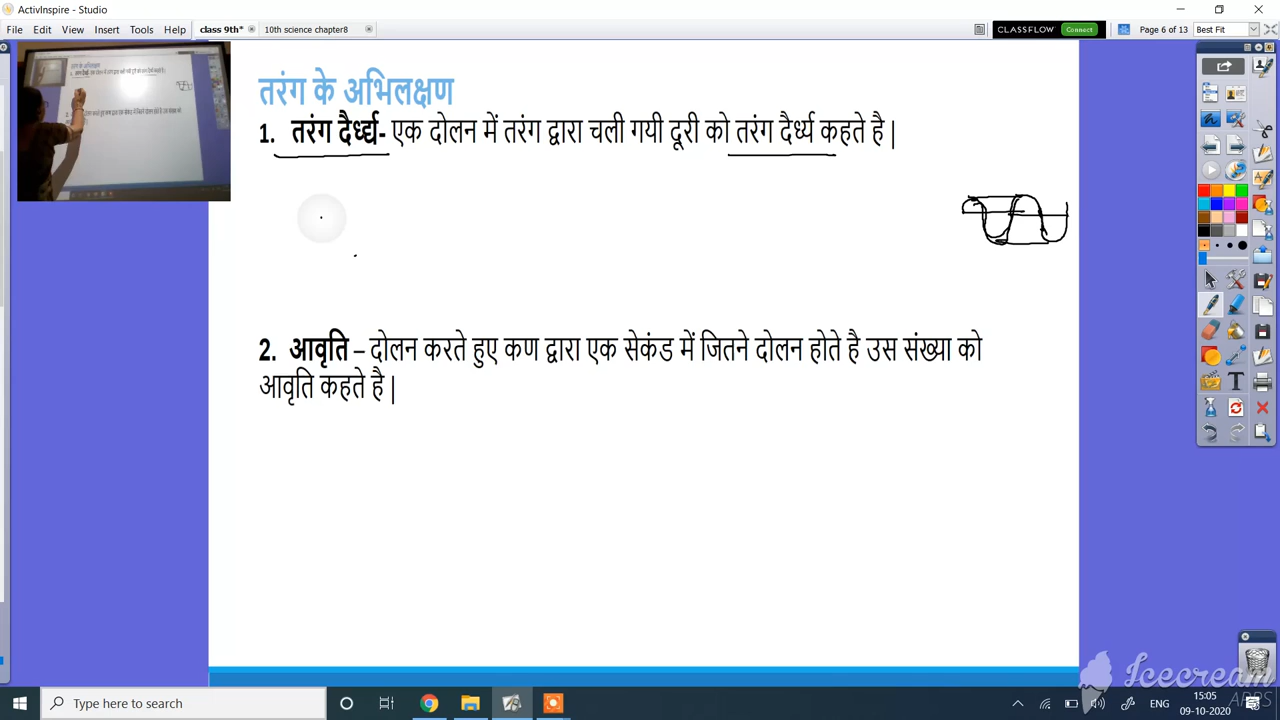 ActivInspire - Studio
File Edit View Insert Tools Help
class 9th* 10th science chapter8
CLASSFLOW Connect
Page 6 of 13 Best Fit
तरंग के अभिलक्षण
1. तरंग दैर्ध्य- एक दोलन में तरंग द्वारा चली गयी दूरी को तरंग दैर्ध्य कहते है |
2. आवृति – दोलन करते हुए कण द्वारा एक सेकंड में जितने दोलन होते है उस संख्या को
आवृति कहते है |
Icecream
APPS
Type here to search
ENG
15:05
09-10-2020